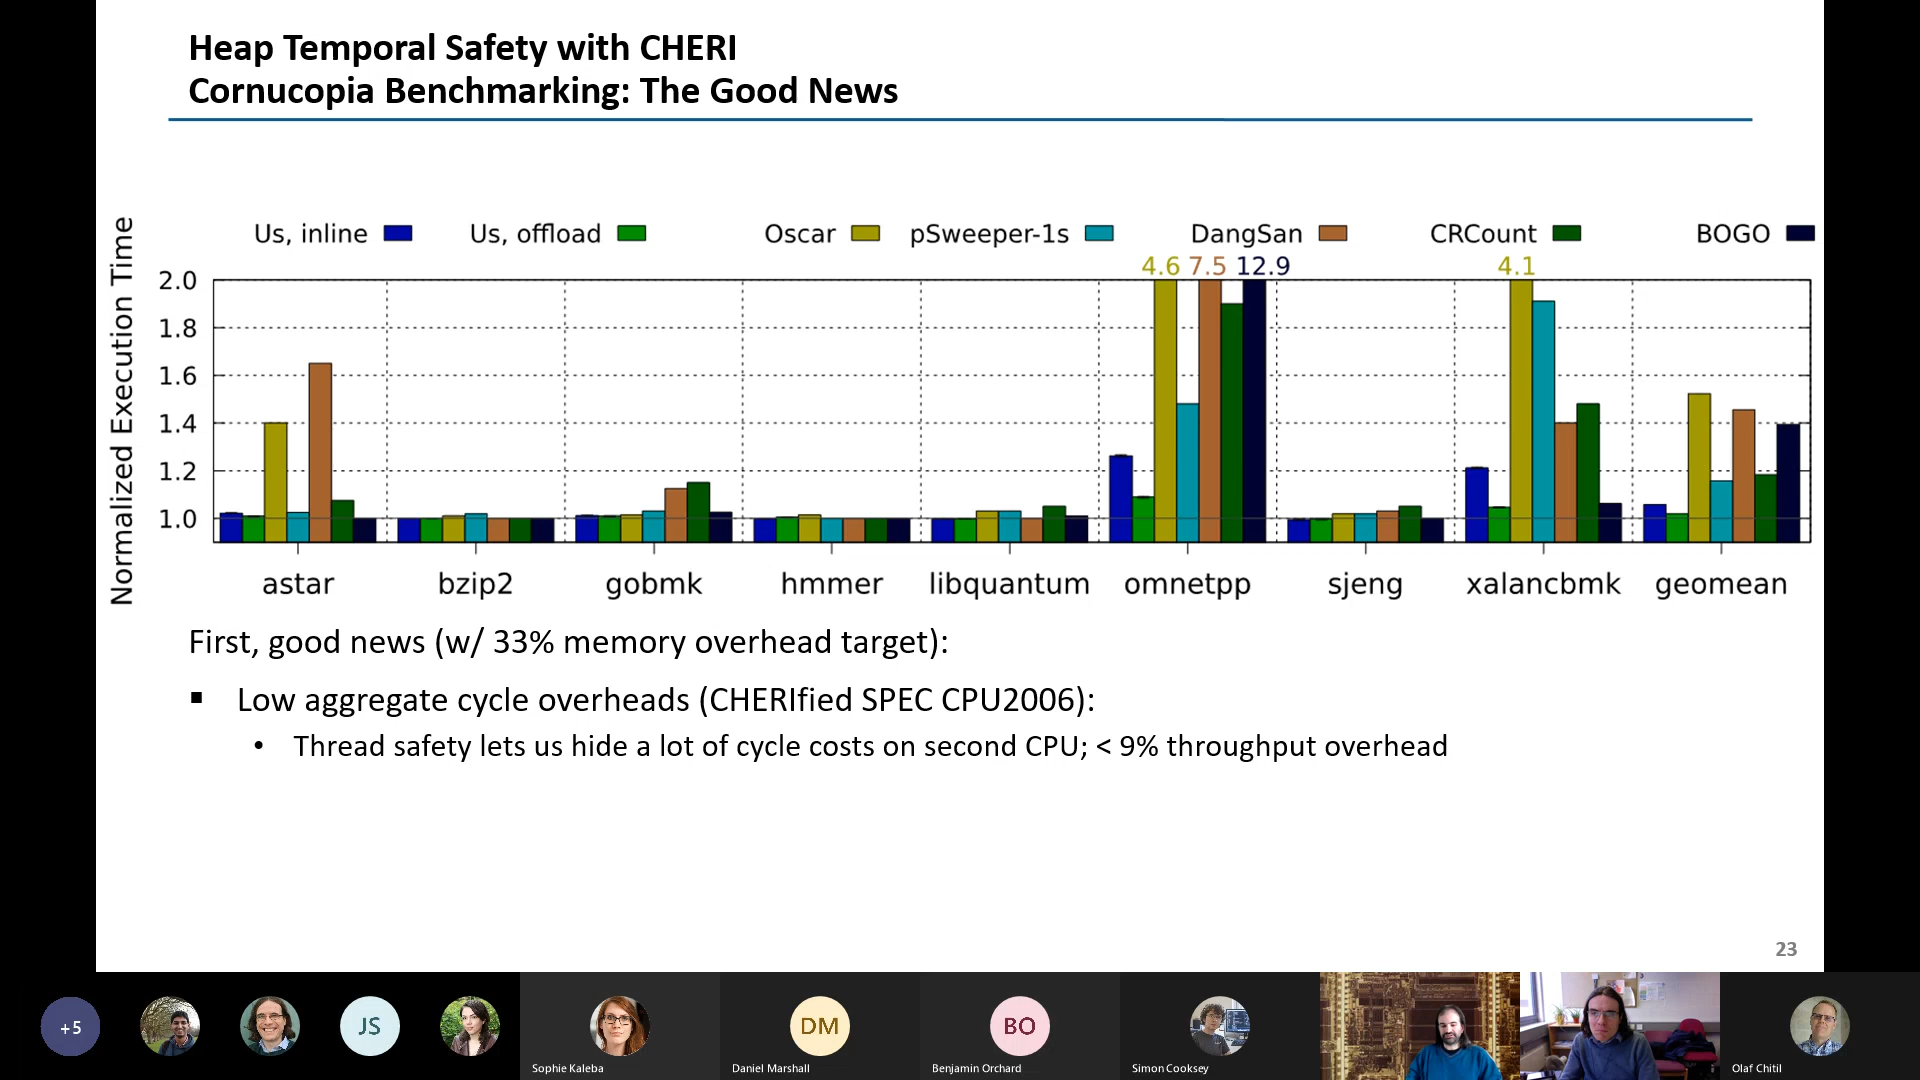 Heap Temporal Safety with CHERI
Cornucopia Benchmarking: The Good News
Us, inline Us, offload Oscar pSweeper-1s DangSan CRCount BOGO
4.6 7.5 12.9 4.1
Normalized Execution Time
2.0
1.8
1.6
1.4
1.2
1.0
astar bzip2 gobmk hmmer libquantum omnetpp sjeng xalancbmk geomean
First, good news (w/ 33% memory overhead target):
▪ Low aggregate cycle overheads (CHERIfied SPEC CPU2006):
• Thread safety lets us hide a lot of cycle costs on second CPU; < 9% throughput overhead
23
+5 JS DM BO
Sophie Kaleba Daniel Marshall Benjamin Orchard Simon Cooksey Olaf Chitil